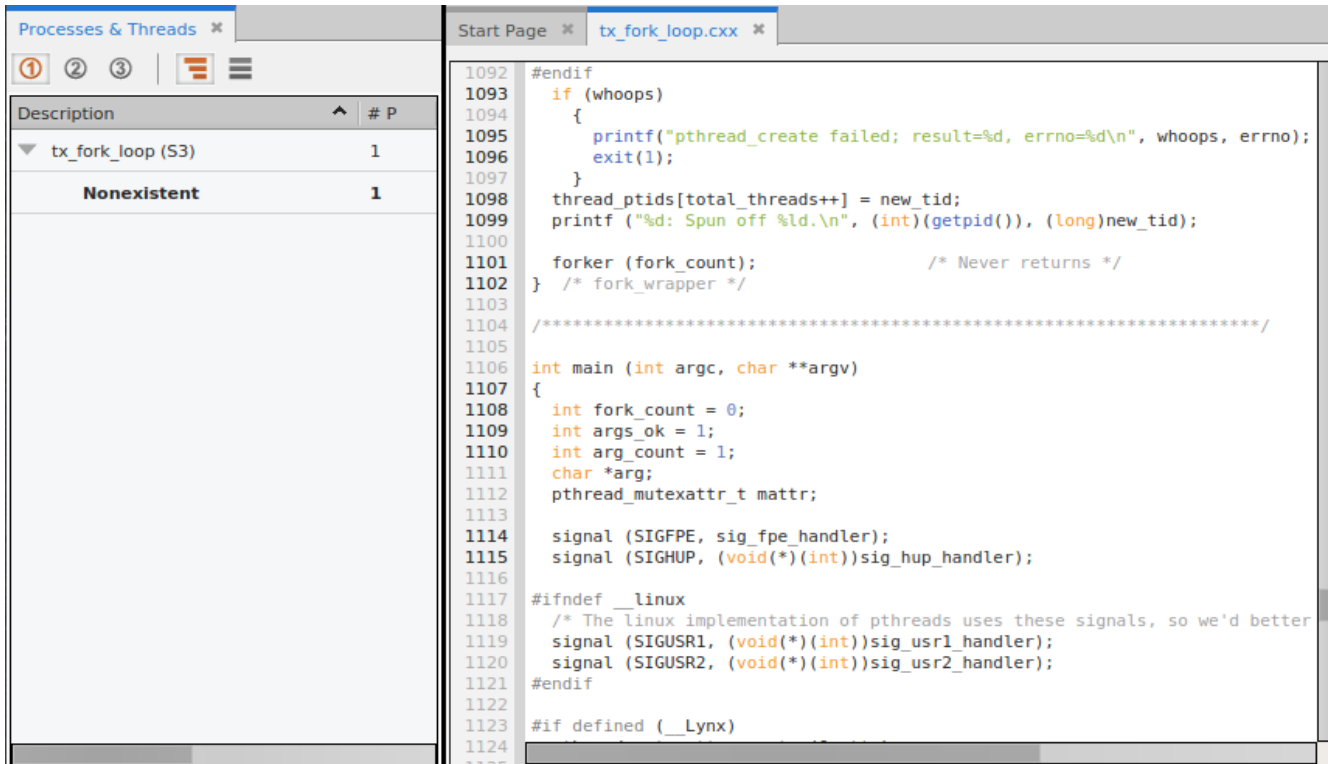 Processes & Threads ✖
① ② ③
Description # P
tx_fork_loop (S3) 1
Nonexistent 1
Start Page ✖ tx_fork_loop.cxx ✖
1092 #endif
1093   if (whoops)
1094     {
1095       printf("pthread_create failed; result=%d, errno=%d\n", whoops, errno);
1096       exit(1);
1097     }
1098   thread_ptids[total_threads++] = new_tid;
1099   printf ("%d: Spun off %ld.\n", (int)(getpid()), (long)new_tid);
1100
1101   forker (fork_count);                 /* Never returns */
1102 }  /* fork_wrapper */
1103
1104 /**********************************************************************/
1105
1106 int main (int argc, char **argv)
1107 {
1108   int fork_count = 0;
1109   int args_ok = 1;
1110   int arg_count = 1;
1111   char *arg;
1112   pthread_mutexattr_t mattr;
1113
1114   signal (SIGFPE, sig_fpe_handler);
1115   signal (SIGHUP, (void(*)(int))sig_hup_handler);
1116
1117 #ifndef __linux
1118   /* The linux implementation of pthreads uses these signals, so we'd better
1119   signal (SIGUSR1, (void(*)(int))sig_usr1_handler);
1120   signal (SIGUSR2, (void(*)(int))sig_usr2_handler);
1121 #endif
1122
1123 #if defined (__Lynx)
1124